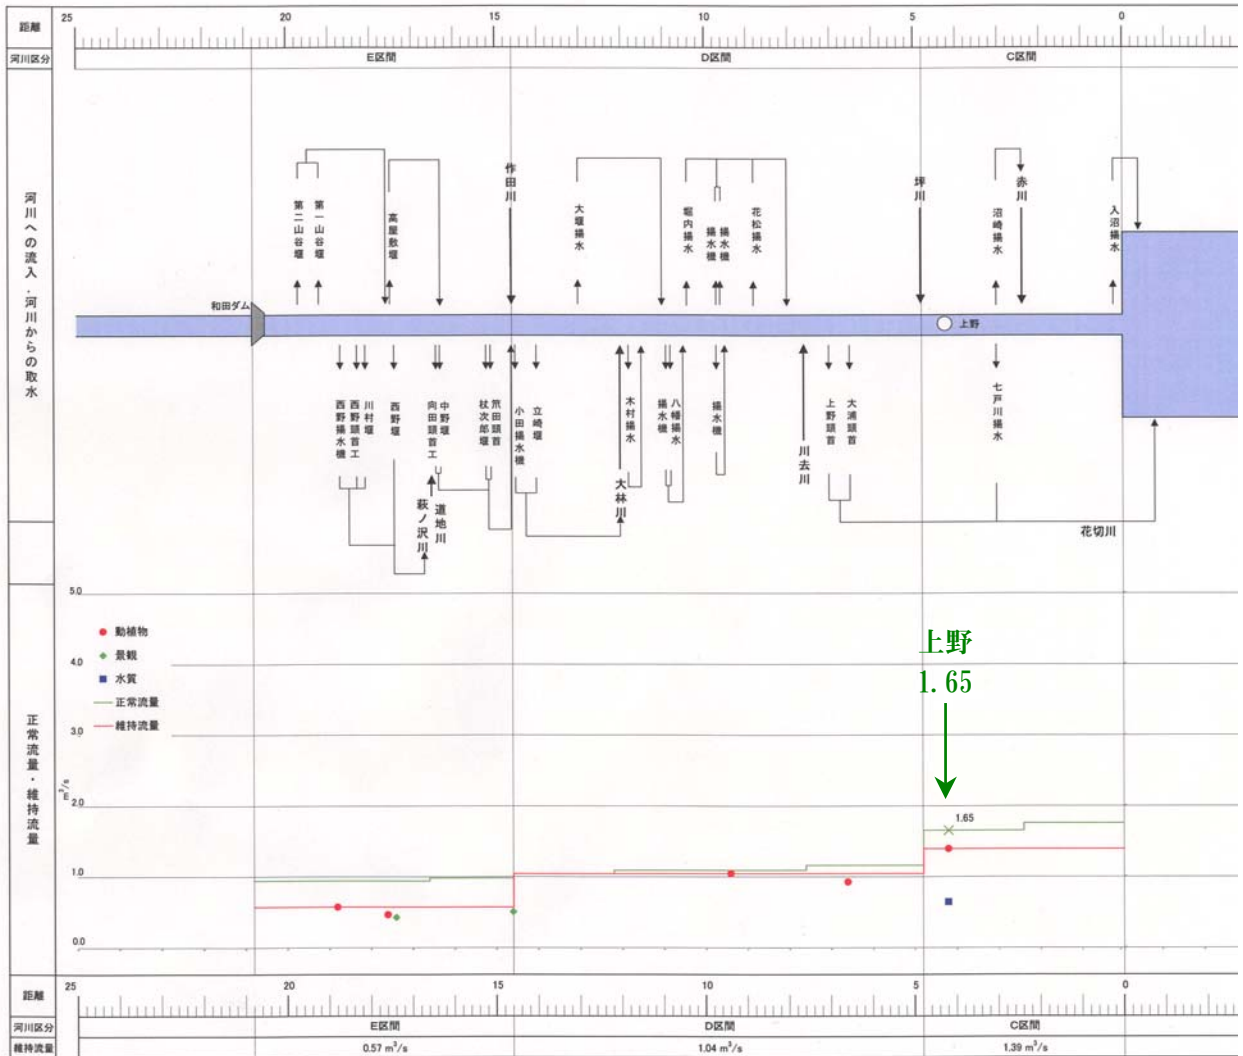 距離
25
20
15
10
5
0
河川区分
E区間
D区間
C区間
河川への流入・河川からの取水
第二山谷堰
第一山谷堰
高屋敷堰
作田川
大堰揚水
堀内揚水
揚水機
揚水機
花松揚水
坪川
沼崎揚水
赤川
入沼揚水
和田ダム
上野
西野揚水機
西野頭首工
川村堰
西野堰
向田頭首工
中野堰
杖次郎堰
笊田頭首
小田揚水機
立崎堰
木村揚水
揚水機
八幡揚水
揚水機
上野頭首
大浦頭首
七戸川揚水
萩ノ沢川
道地川
大林川
川去川
花切川
正常流量・維持流量
m³/s
5.0
4.0
3.0
2.0
1.0
0.0
動植物
景観
水質
正常流量
維持流量
上野
1.65
1.65
距離
25
20
15
10
5
0
河川区分
E区間
D区間
C区間
維持流量
0.57 m³/s
1.04 m³/s
1.39 m³/s